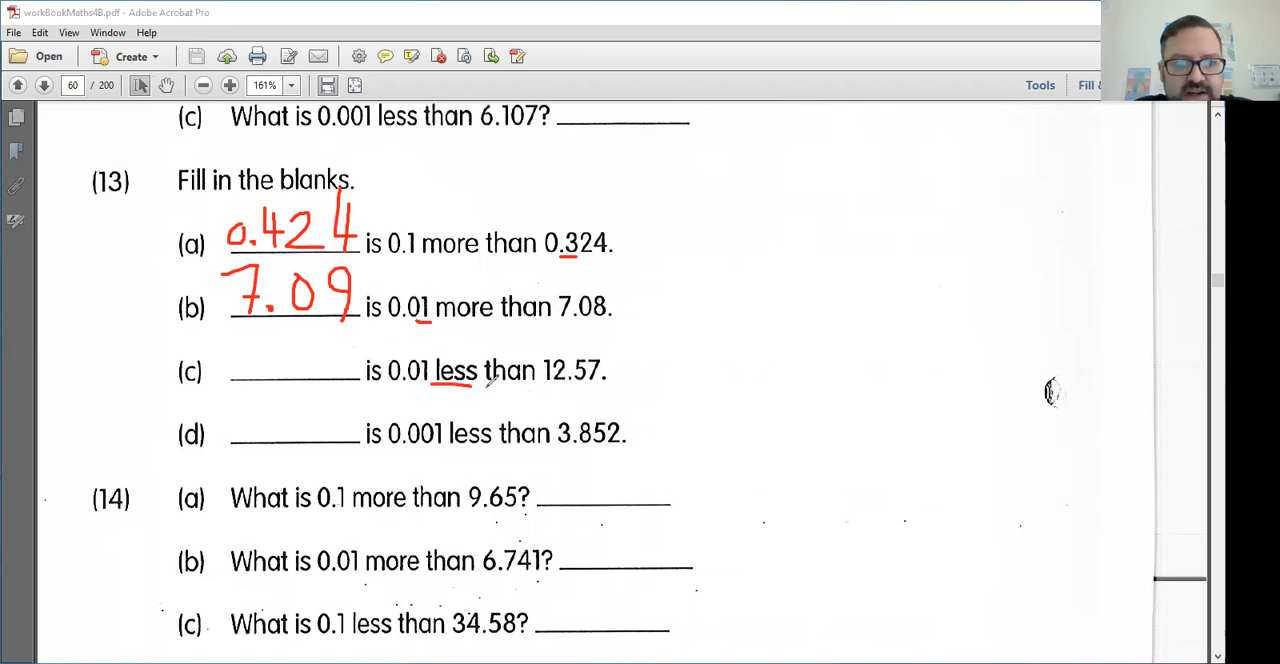 workBookMaths4B.pdf - Adobe Acrobat Pro
File Edit View Window Help
Open Create
60 / 200 161% Tools Fill &
(c) What is 0.001 less than 6.107?
(13) Fill in the blanks.
(a) 0.424 is 0.1 more than 0.324.
(b) 7.09 is 0.01 more than 7.08.
(c) is 0.01 less than 12.57.
(d) is 0.001 less than 3.852.
(14) (a) What is 0.1 more than 9.65?
(b) What is 0.01 more than 6.741?
(c) What is 0.1 less than 34.58?